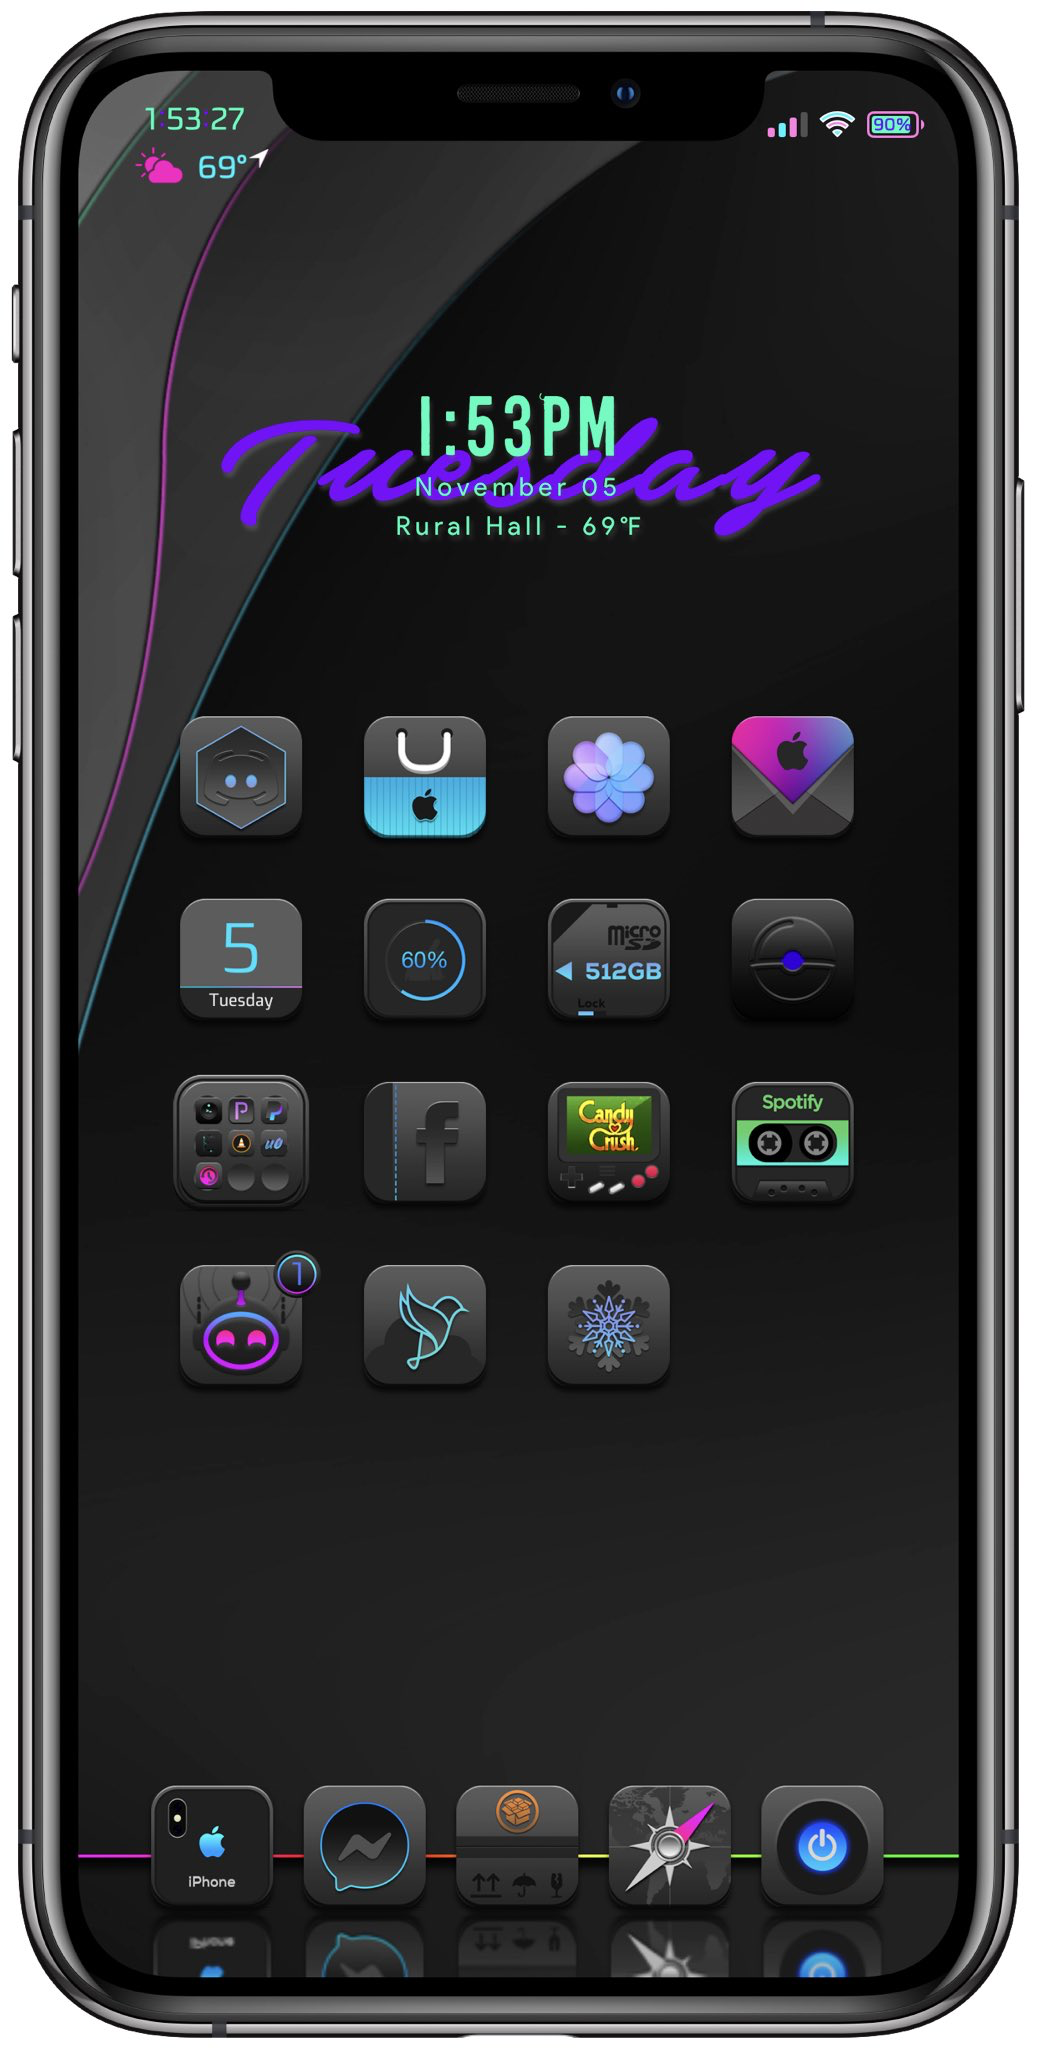 1:53:27
69°
90%
1:53PM
Tuesday
November 05
Rural Hall - 69°F
5
Tuesday
60%
micro
SD
512GB
Lock
P
f
Candy
Crush
Spotify
1
iPhone